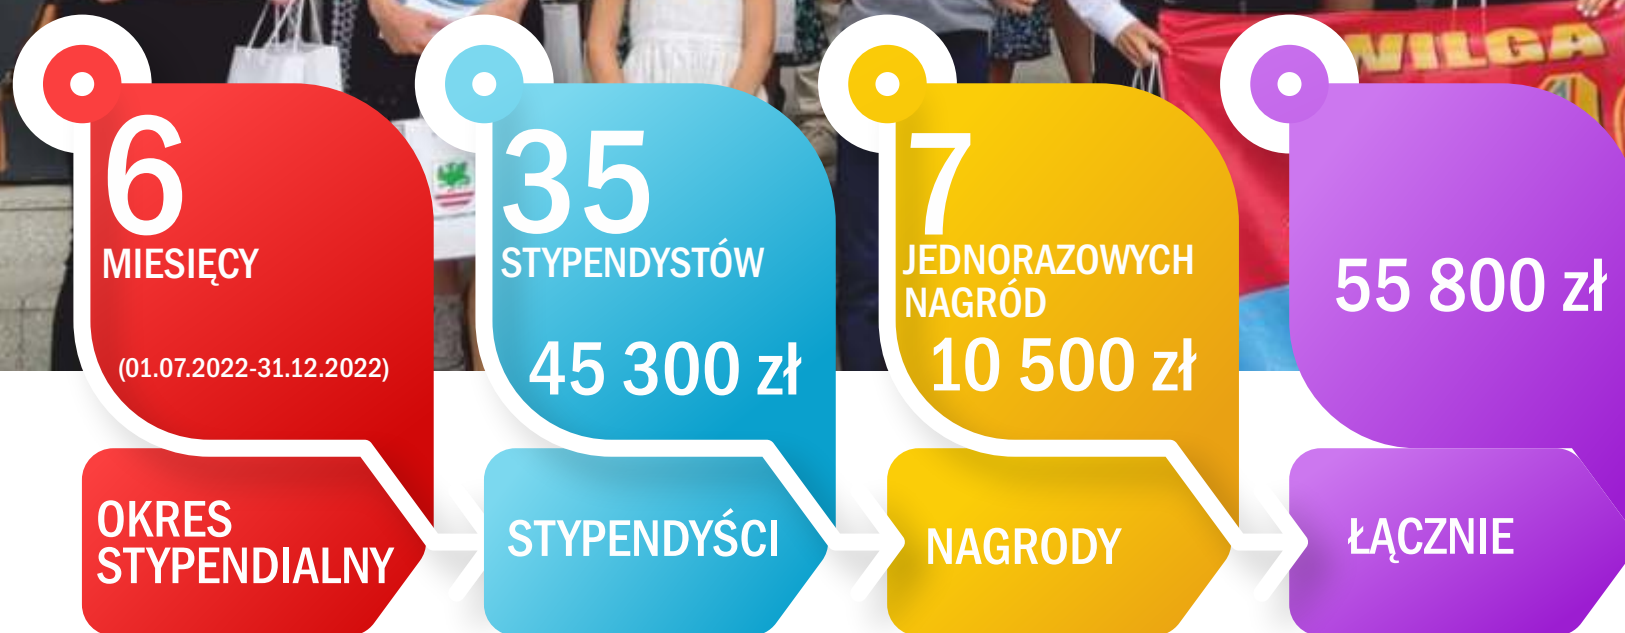 WILGA
6
MIESIĘCY
(01.07.2022-31.12.2022)
OKRES
STYPENDIALNY
35
STYPENDYSTÓW
45 300 zł
STYPENDYŚCI
7
JEDNORAZOWYCH
NAGRÓD
10 500 zł
NAGRODY
55 800 zł
ŁĄCZNIE